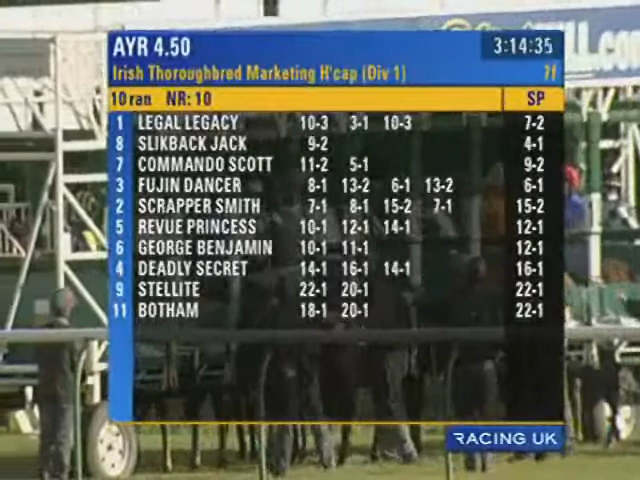 AYR 4.50 3:14:35
Irish Thoroughbred Marketing H'cap (Div 1) 7f
10 ran NR: 10 SP
1 LEGAL LEGACY 10-3 3-1 10-3 7-2
8 SLIKBACK JACK 9-2 4-1
7 COMMANDO SCOTT 11-2 5-1 9-2
3 FUJIN DANCER 8-1 13-2 6-1 13-2 6-1
2 SCRAPPER SMITH 7-1 8-1 15-2 7-1 15-2
5 REVUE PRINCESS 10-1 12-1 14-1 12-1
6 GEORGE BENJAMIN 10-1 11-1 12-1
4 DEADLY SECRET 14-1 16-1 14-1 16-1
9 STELLITE 22-1 20-1 22-1
11 BOTHAM 18-1 20-1 22-1
RACING UK